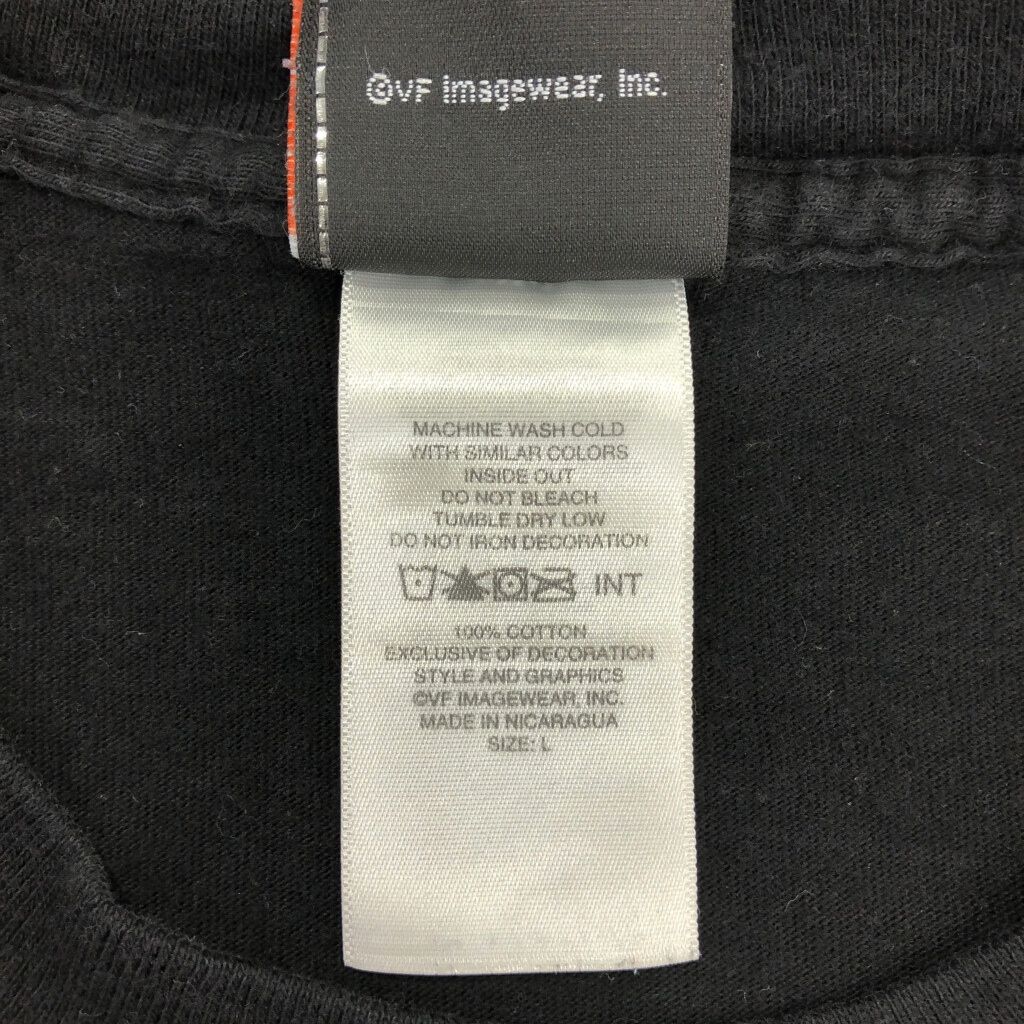 ©VF Imagewear, Inc.
MACHINE WASH COLD
WITH SIMILAR COLORS
INSIDE OUT
DO NOT BLEACH
TUMBLE DRY LOW
DO NOT IRON DECORATION
INT
100% COTTON
EXCLUSIVE OF DECORATION
STYLE AND GRAPHICS
©VF IMAGEWEAR, INC.
MADE IN NICARAGUA
SIZE: L